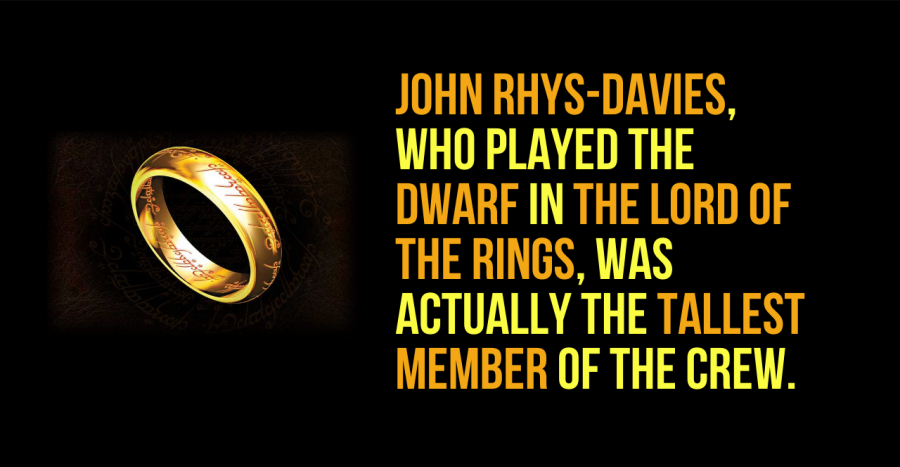 JOHN RHYS-DAVIES,
WHO PLAYED THE
DWARF IN THE LORD OF
THE RINGS, WAS
ACTUALLY THE TALLEST
MEMBER OF THE CREW.